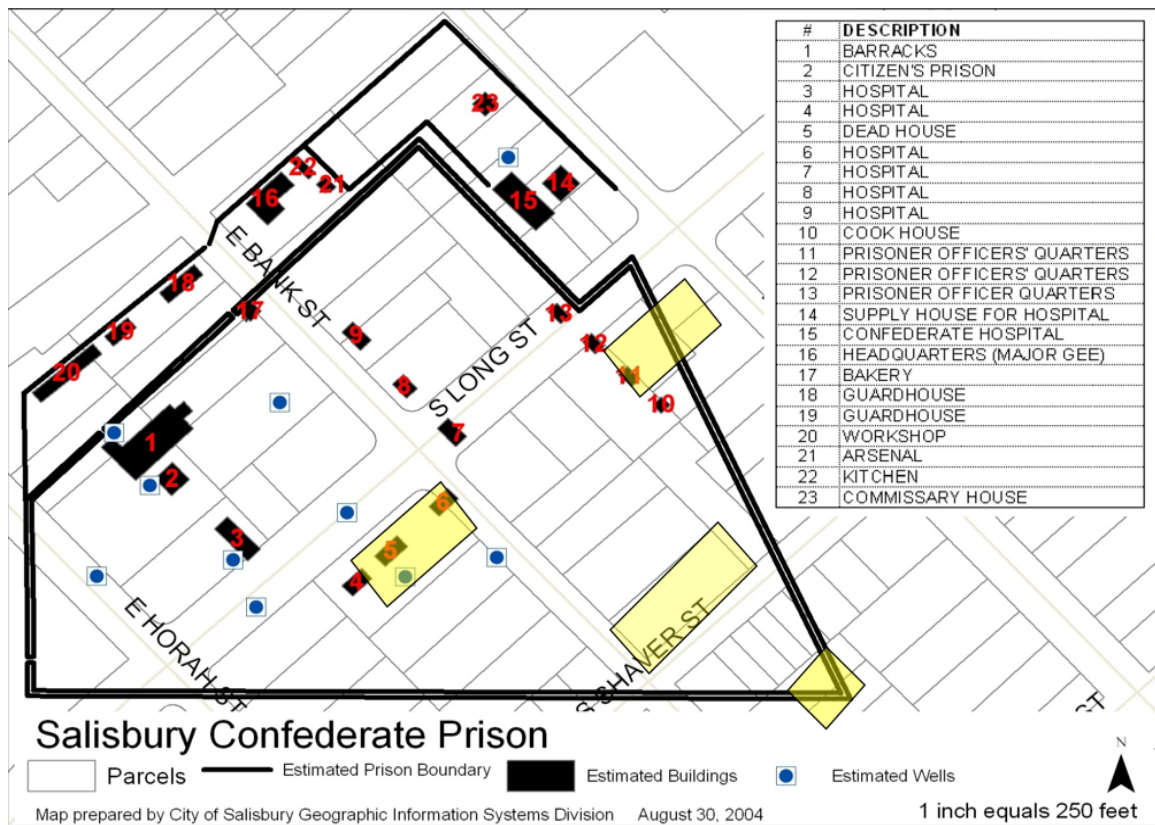 # DESCRIPTION
1 BARRACKS
2 CITIZEN'S PRISON
3 HOSPITAL
4 HOSPITAL
5 DEAD HOUSE
6 HOSPITAL
7 HOSPITAL
8 HOSPITAL
9 HOSPITAL
10 COOK HOUSE
11 PRISONER OFFICERS' QUARTERS
12 PRISONER OFFICERS' QUARTERS
13 PRISONER OFFICER QUARTERS
14 SUPPLY HOUSE FOR HOSPITAL
15 CONFEDERATE HOSPITAL
16 HEADQUARTERS (MAJOR GEE)
17 BAKERY
18 GUARDHOUSE
19 GUARDHOUSE
20 WORKSHOP
21 ARSENAL
22 KITCHEN
23 COMMISSARY HOUSE
23
22
21
14
16
15
E BANK ST
18
17
13
19
9
12
S LONG ST
20
11
8
10
7
1
2
6
3
5
4
E HORAH ST
S SHAVER ST
ST
Salisbury Confederate Prison
Parcels
Estimated Prison Boundary
Estimated Buildings
Estimated Wells
N
Map prepared by City of Salisbury Geographic Information Systems Division August 30, 2004
1 inch equals 250 feet